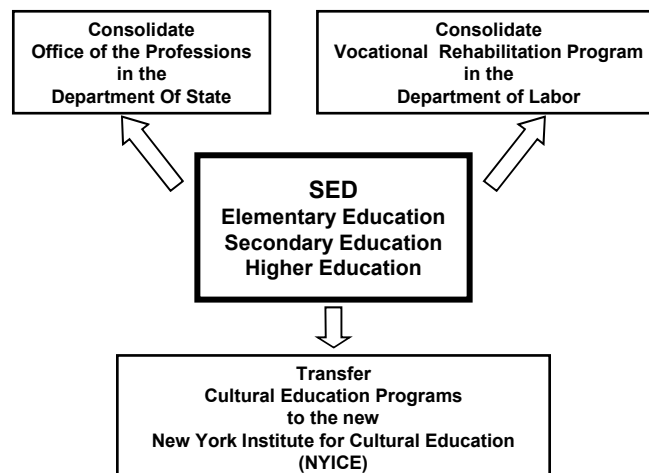 Consolidate
Office of the Professions
in the
Department Of State
Consolidate
Vocational Rehabilitation Program
in the
Department of Labor
SED
Elementary Education
Secondary Education
Higher Education
Transfer
Cultural Education Programs
to the new
New York Institute for Cultural Education
(NYICE)